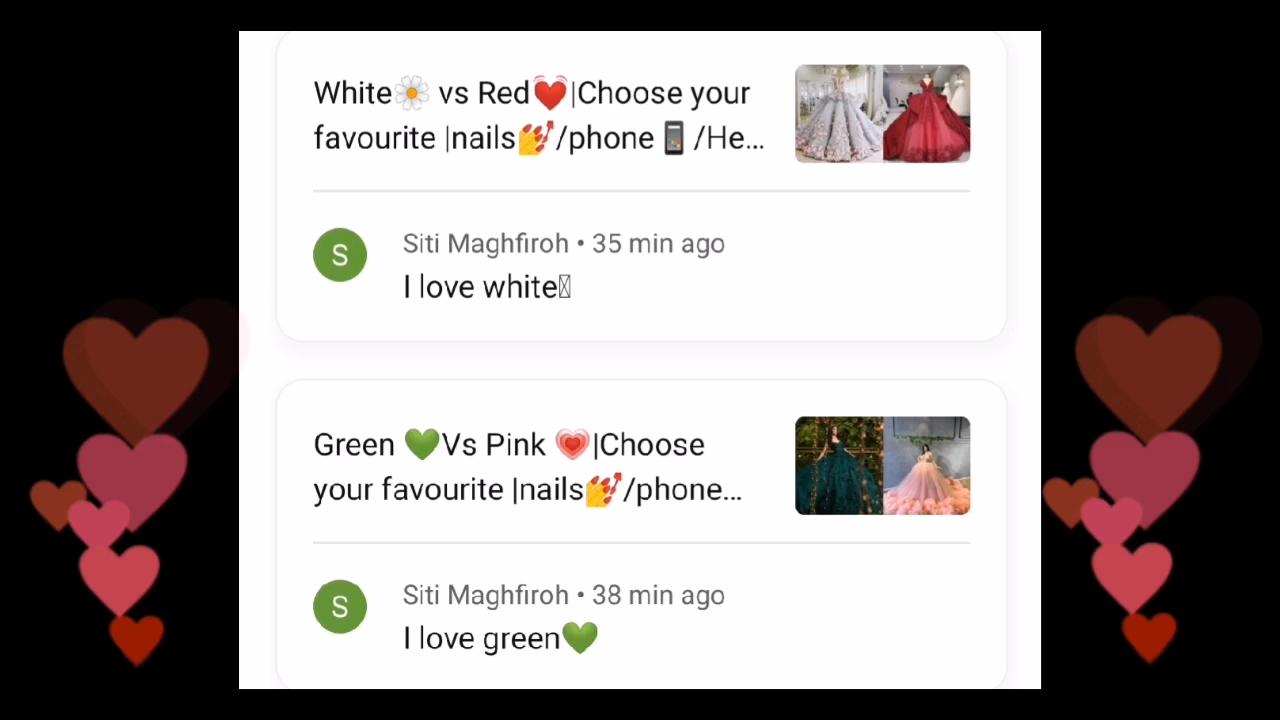 White🌼 vs Red💓|Choose your
favourite |nails💅/phone📱/He...
S
Siti Maghfiroh • 35 min ago
I love white
Green 💚Vs Pink 💗|Choose
your favourite |nails💅/phone...
S
Siti Maghfiroh • 38 min ago
I love green💚